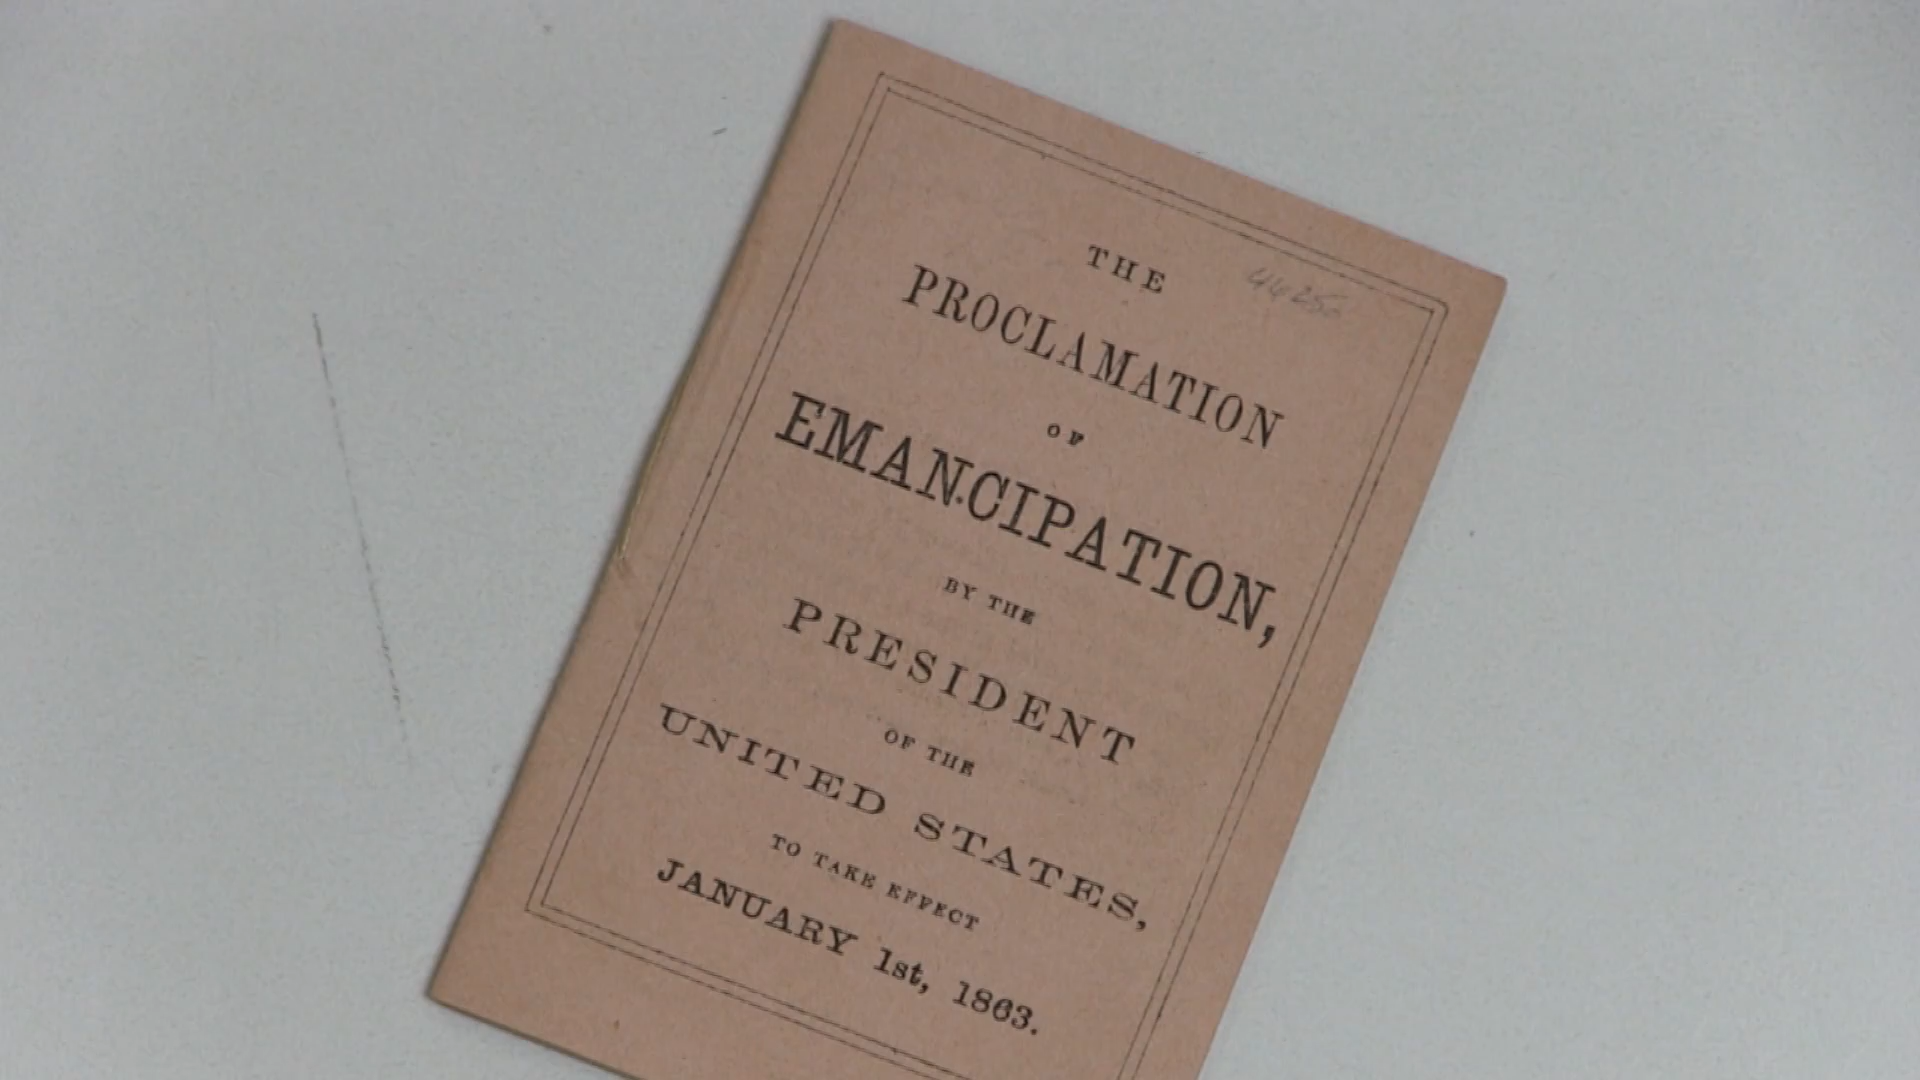 THE
PROCLAMATION
OF
EMANCIPATION,
BY THE
PRESIDENT
OF THE
UNITED STATES,
TO TAKE EFFECT
JANUARY 1st, 1863.